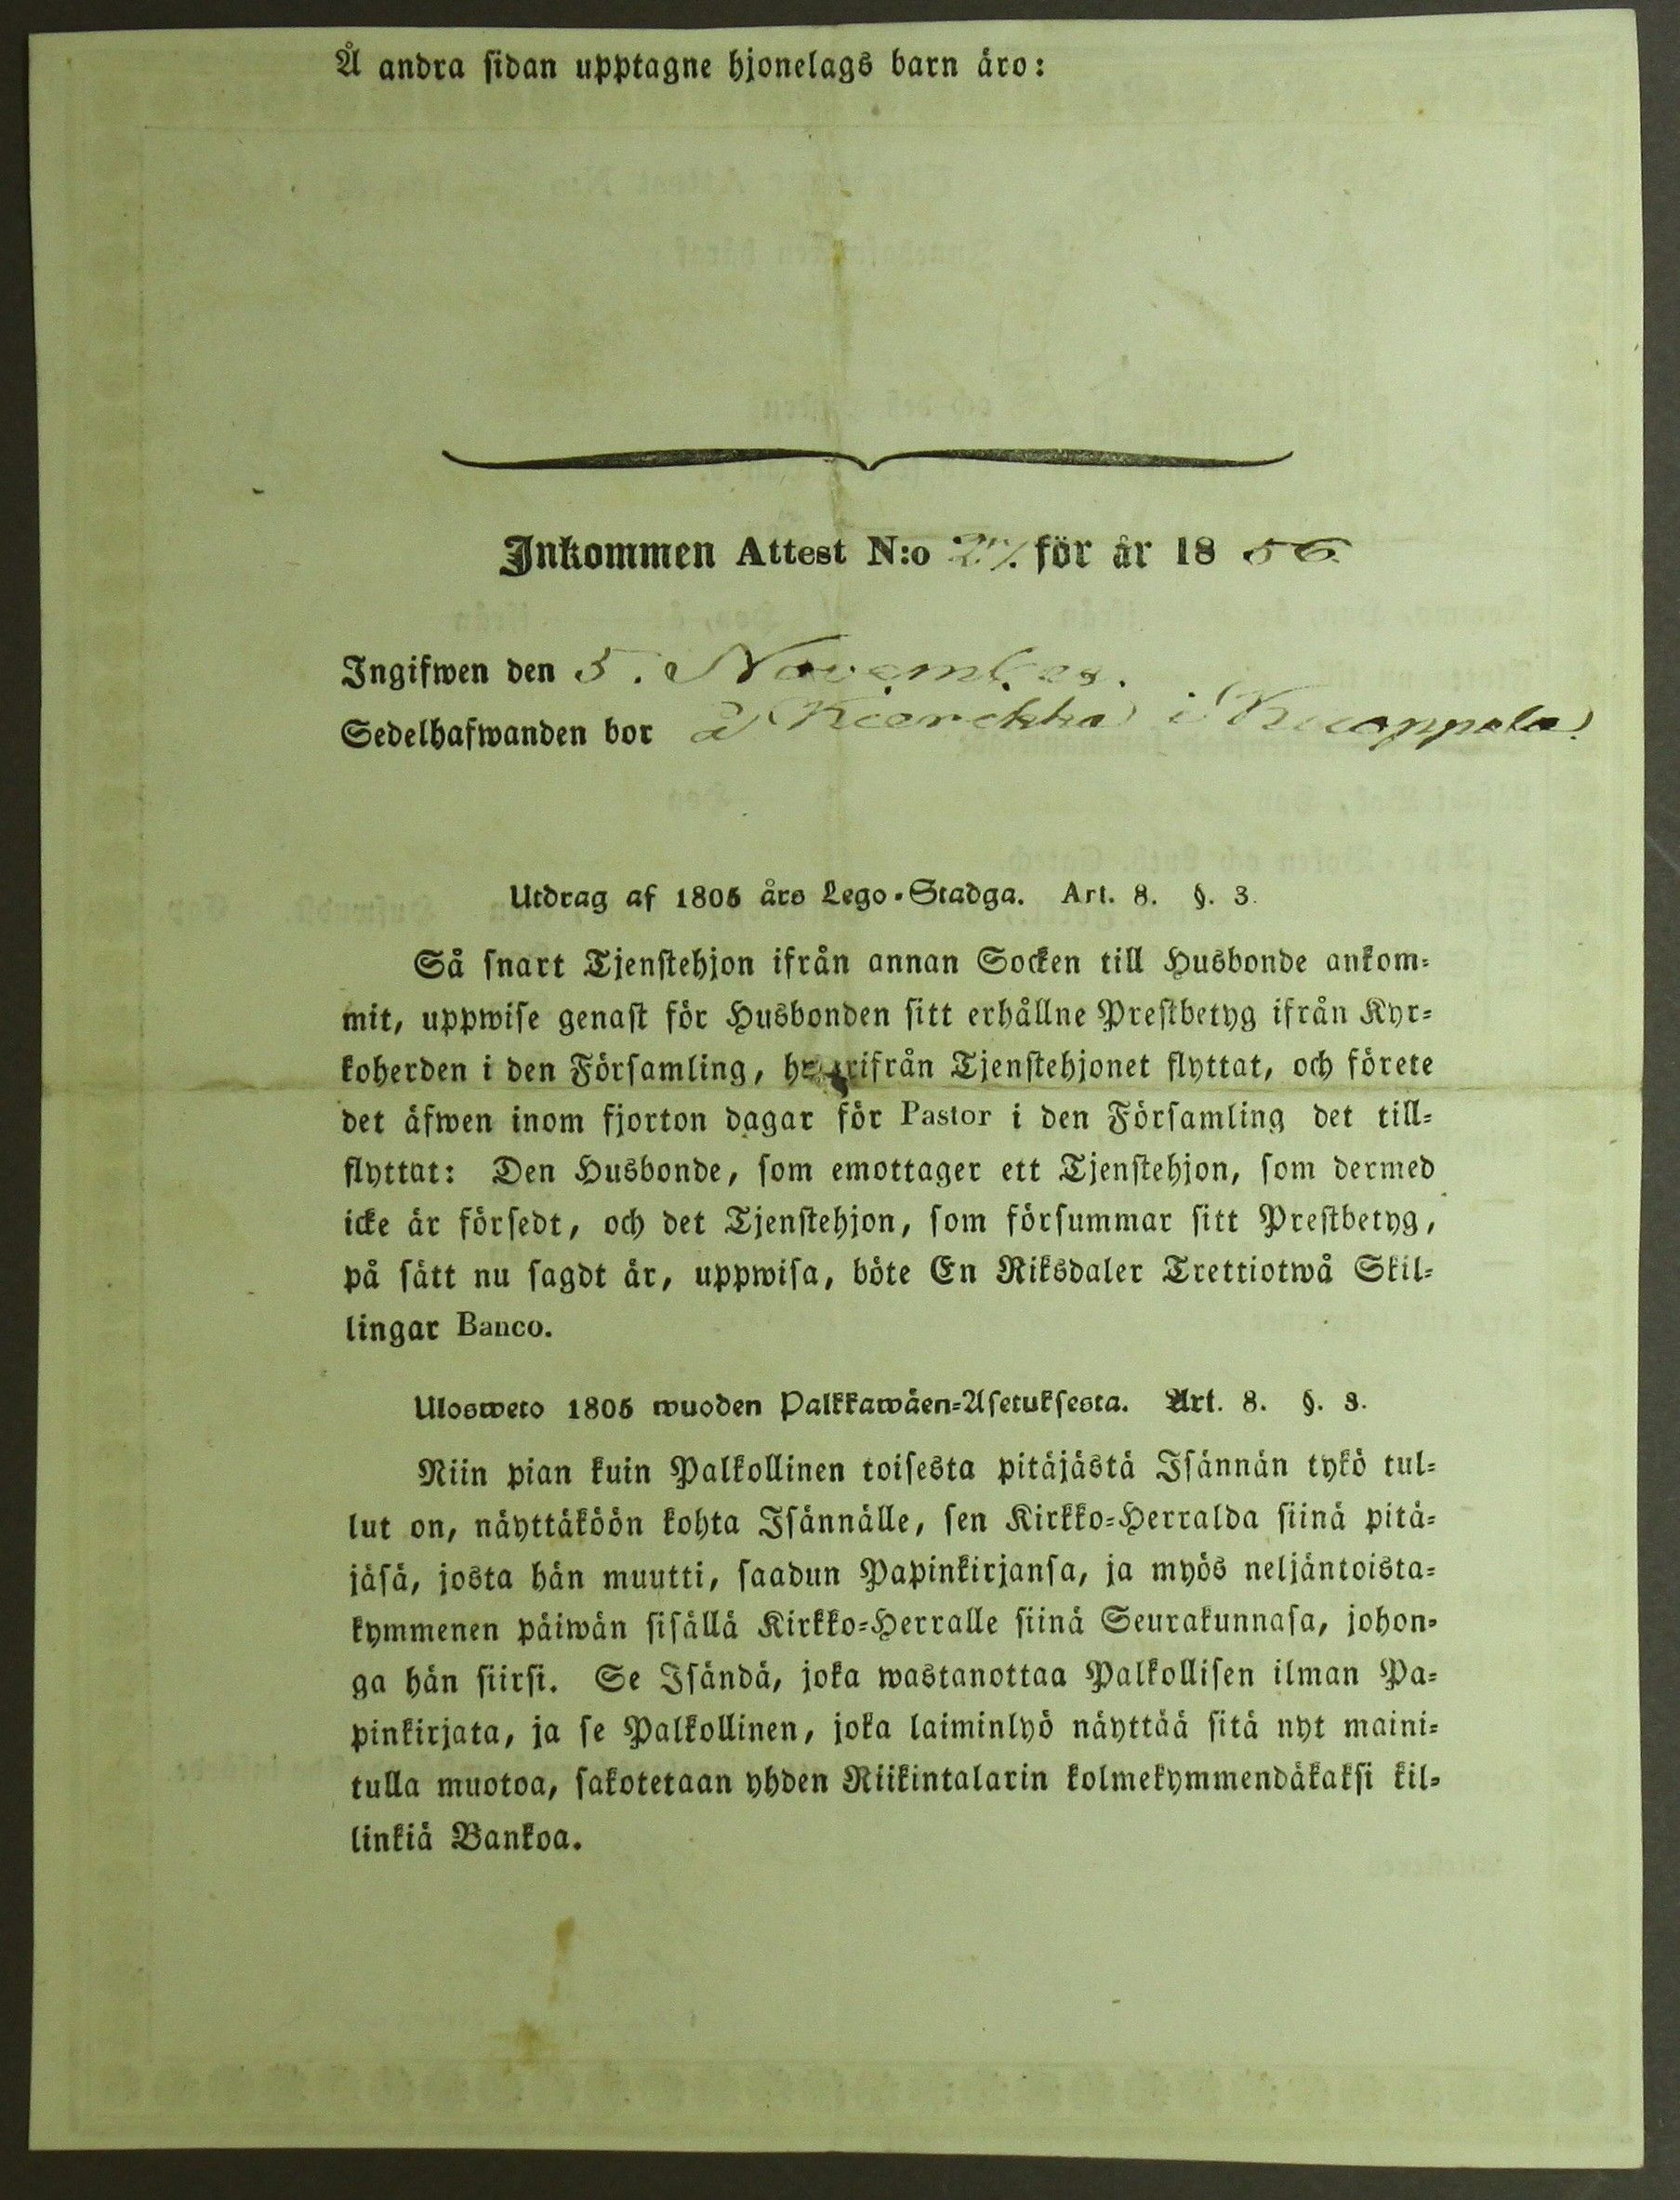 Å andra sidan upptagne hjonelags barn äro:
Inkommen Attest N:o för år 1856
Ingifwen den 5. November.
Sedelhafwanden bor å i
Utdrag af 1805 års Lego-Stadga. Art. 8. §. 3.
Så snart Tjenstehjon ifrån annan Socken till Husbonde ankom-
mit, uppwise genast för Husbonden sitt erhållne Prestbetyg ifrån Kyr-
koherden i den Församling, hwarifrån Tjenstehjonet flyttat, och förete
det äfwen inom fjorton dagar för Pastor i den Församling det till-
flyttat: Den Husbonde, som emottager ett Tjenstehjon, som dermed
icke är försedt, och det Tjenstehjon, som försummar sitt Prestbetyg,
på sätt nu sagdt är, uppwisa, böte En Riksdaler Trettiotwå Skil-
lingar Banco.
Ulosweto 1805 wuoden Palkkawäen-Asetuksesta. Art. 8. §. 3.
Niin pian kuin Palkollinen toisesta pitäjästä Isännän tykö tul-
lut on, näyttäköön kohta Isännälle, sen Kirkko-Herralda siinä pitä-
jäsä, josta hän muutti, saadun Papinkirjansa, ja myös neljäntoista-
kymmenen päiwän sisällä Kirkko-Herralle siinä Seurakunnasa, johon-
ga hän siirsi. Se Isändä, joka wastanottaa Palkollisen ilman Pa-
pinkirjata, ja se Palkollinen, joka laiminlyö näyttää sitä nyt maini-
tulla muotoa, sakotetaan yhden Riikintalarin kolmekymmendäkaksi kil-
linkiä Bankoa.